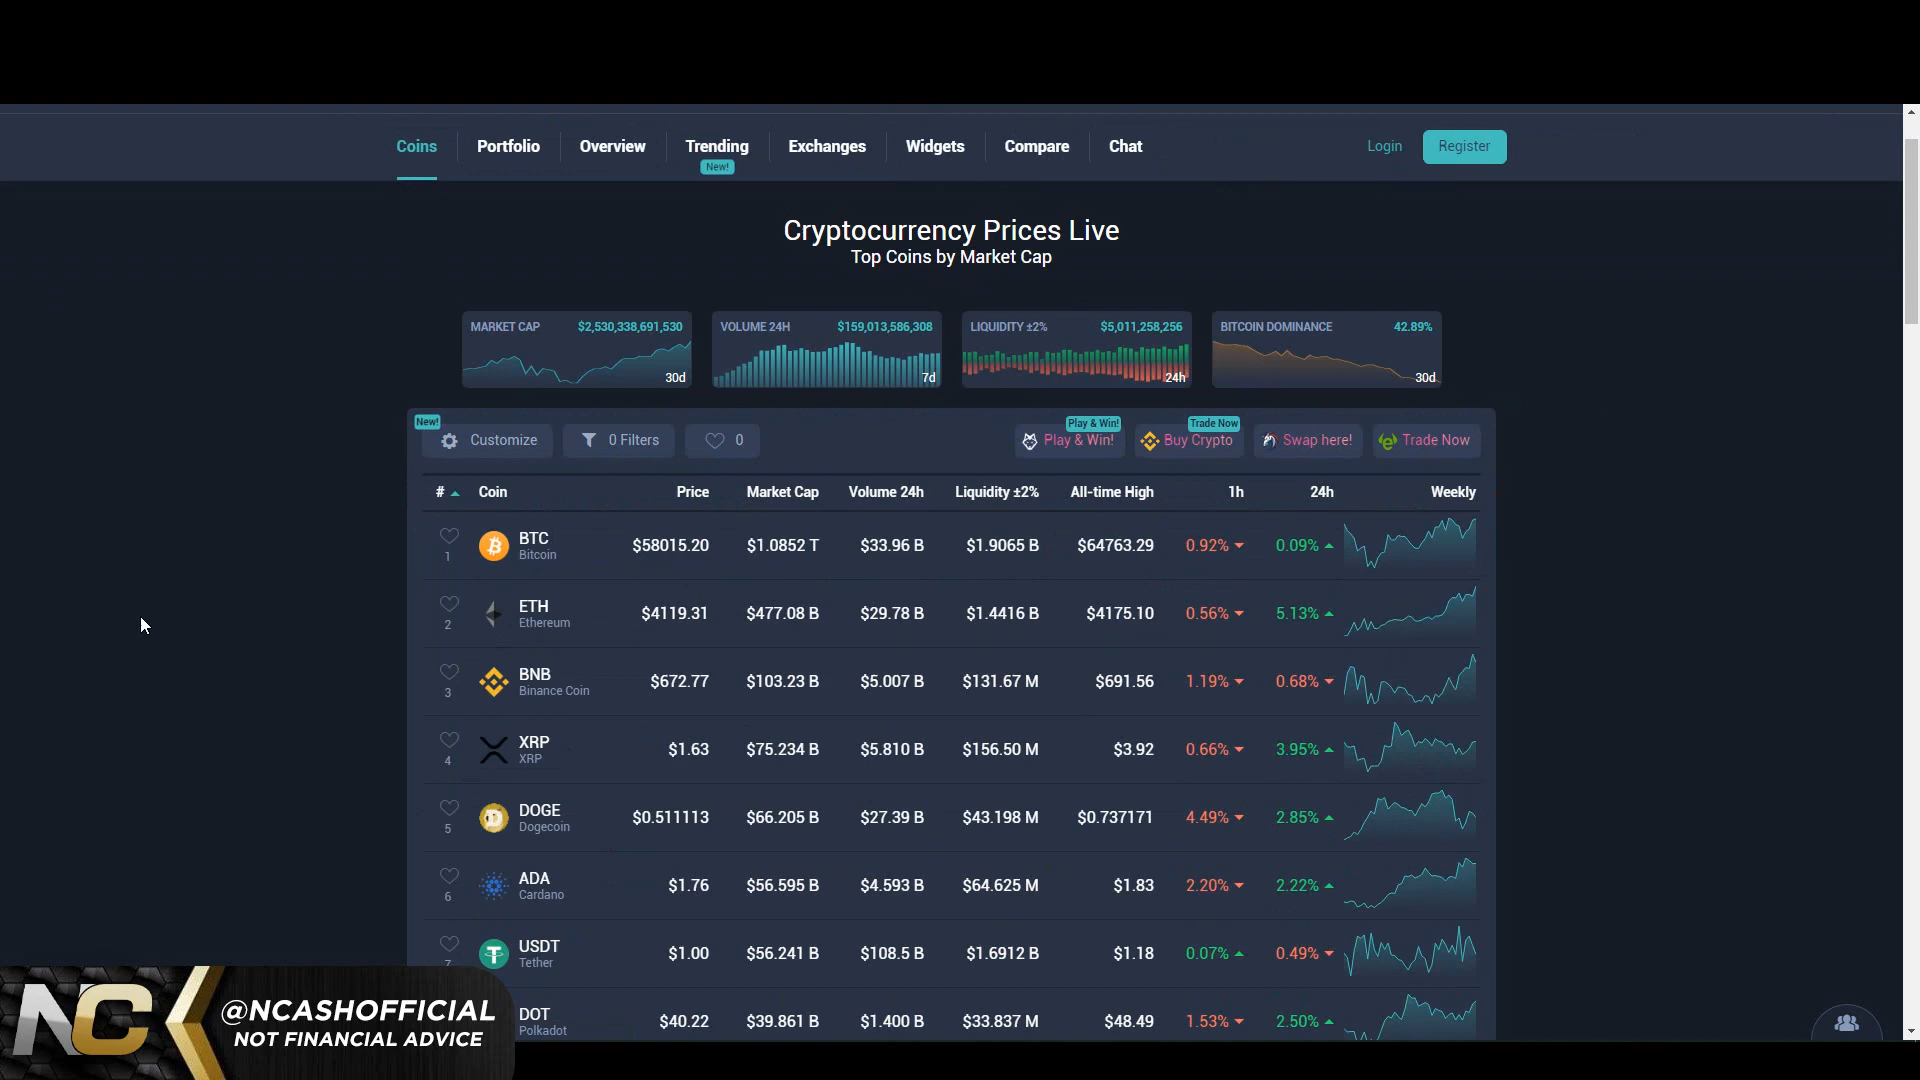 Coins Portfolio Overview Trending Exchanges Widgets Compare Chat Login Register
New!
Cryptocurrency Prices Live
Top Coins by Market Cap
MARKET CAP $2,530,338,691,530 VOLUME 24H $159,013,586,308 LIQUIDITY ±2% $5,011,258,256 BITCOIN DOMINANCE 42.89%
30d 7d 24h 30d
New! Play & Win! Trade Now
Customize 0 Filters 0 Play & Win! Buy Crypto Swap here! Trade Now
# Coin Price Market Cap Volume 24h Liquidity ±2% All-time High 1h 24h Weekly
1 BTC Bitcoin $58015.20 $1.0852 T $33.96 B $1.9065 B $64763.29 0.92% 0.09%
2 ETH Ethereum $4119.31 $477.08 B $29.78 B $1.4416 B $4175.10 0.56% 5.13%
3 BNB Binance Coin $672.77 $103.23 B $5.007 B $131.67 M $691.56 1.19% 0.68%
4 XRP XRP $1.63 $75.234 B $5.810 B $156.50 M $3.92 0.66% 3.95%
5 DOGE Dogecoin $0.511113 $66.205 B $27.39 B $43.198 M $0.737171 4.49% 2.85%
6 ADA Cardano $1.76 $56.595 B $4.593 B $64.625 M $1.83 2.20% 2.22%
7 USDT Tether $1.00 $56.241 B $108.5 B $1.6912 B $1.18 0.07% 0.49%
DOT Polkadot $40.22 $39.861 B $1.400 B $33.837 M $48.49 1.53% 2.50%
NC @NCASHOFFICIAL
NOT FINANCIAL ADVICE